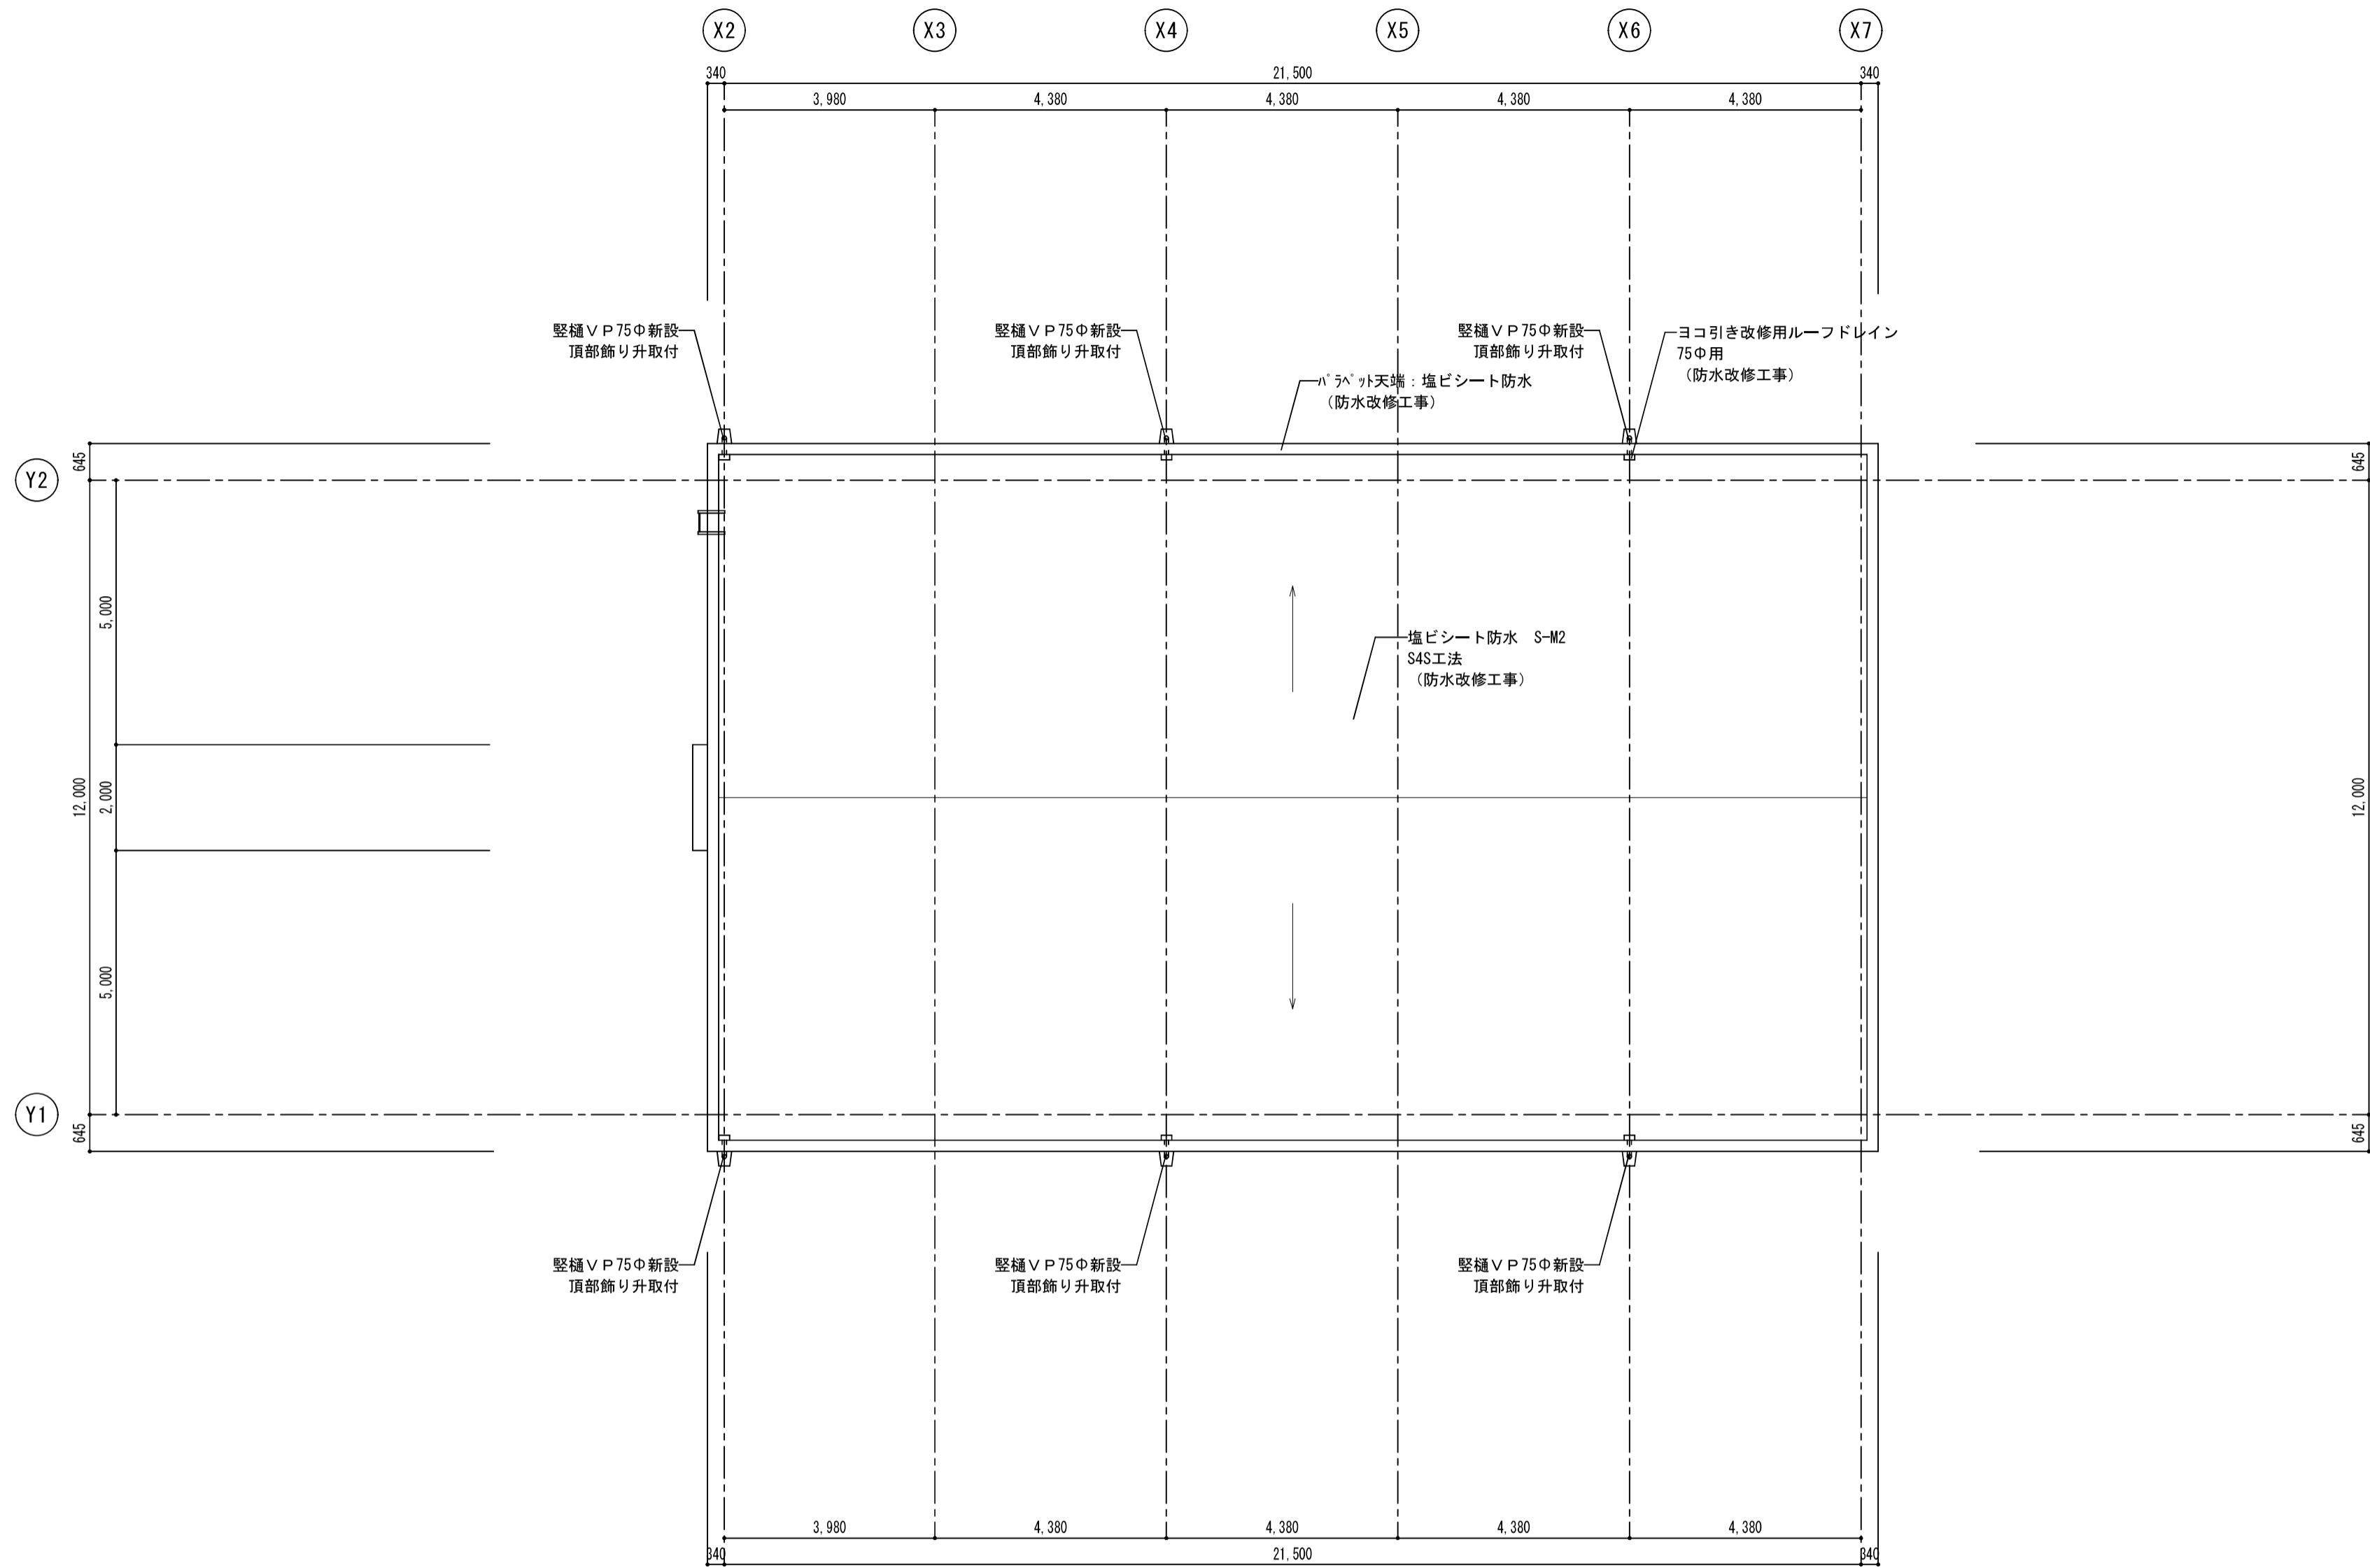 X2 X3 X4 X5 X6 X7
340 21,500 340
3,980 4,380 4,380 4,380 4,380
竪樋VP75Φ新設
頂部飾り升取付
竪樋VP75Φ新設
頂部飾り升取付
竪樋VP75Φ新設
頂部飾り升取付
ヨコ引き改修用ルーフドレイン
75Φ用
（防水改修工事）
ﾊﾟﾗﾍﾟｯﾄ天端：塩ビシート防水
（防水改修工事）
645
Y2
645
5,000
塩ビシート防水 S-M2
S4S工法
（防水改修工事）
12,000
2,000
12,000
5,000
Y1
645
645
竪樋VP75Φ新設
頂部飾り升取付
竪樋VP75Φ新設
頂部飾り升取付
竪樋VP75Φ新設
頂部飾り升取付
3,980 4,380 4,380 4,380 4,380
340 21,500 340